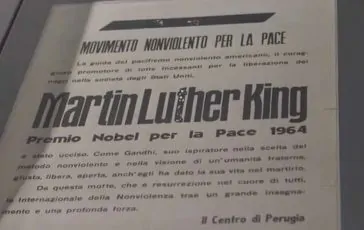 MOVIMENTO NONVIOLENTO PER LA PACE
La guida del pacifismo nonviolento americano, il corag-
gioso promotore di lotte incessanti per la liberazione dei
negri nella società degli Stati Uniti,
Martin Luther King
Premio Nobel per la Pace 1964
è stato ucciso. Come Gandhi, suo ispiratore nella scelta del
metodo nonviolento e nella visione di un'umanità fraterna,
giusta, libera, aperta, anch'egli ha dato la sua vita nel martirio.
Da questa morte, che è resurrezione nel cuore di tutti,
la Internazionale della Nonviolenza trae un grande insegna-
mento e una profonda forza.
Il Centro di Perugia